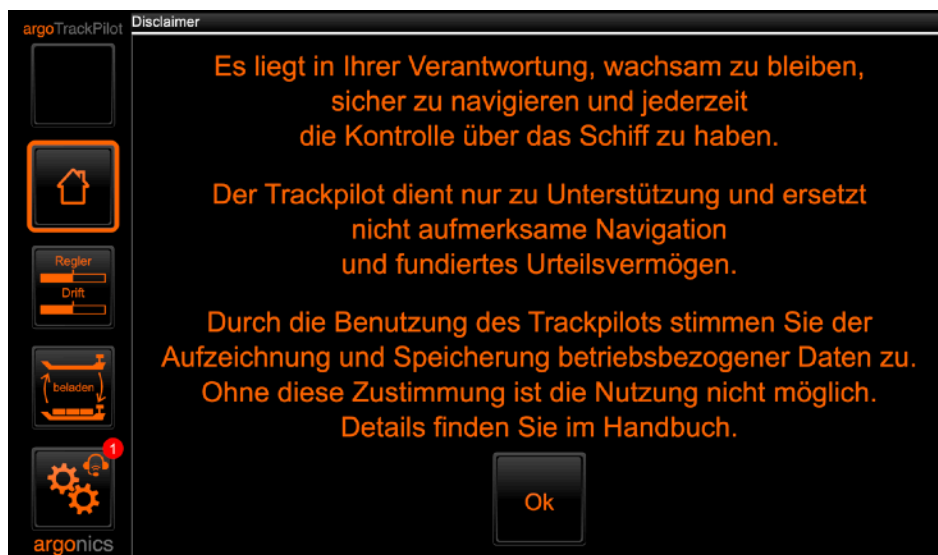 argoTrackPilot
Disclaimer
Es liegt in Ihrer Verantwortung, wachsam zu bleiben,
sicher zu navigieren und jederzeit
die Kontrolle über das Schiff zu haben.
Der Trackpilot dient nur zu Unterstützung und ersetzt
nicht aufmerksame Navigation
und fundiertes Urteilsvermögen.
Durch die Benutzung des Trackpilots stimmen Sie der
Aufzeichnung und Speicherung betriebsbezogener Daten zu.
Ohne diese Zustimmung ist die Nutzung nicht möglich.
Details finden Sie im Handbuch.
Ok
Regler
Drift
beladen
1
argonics